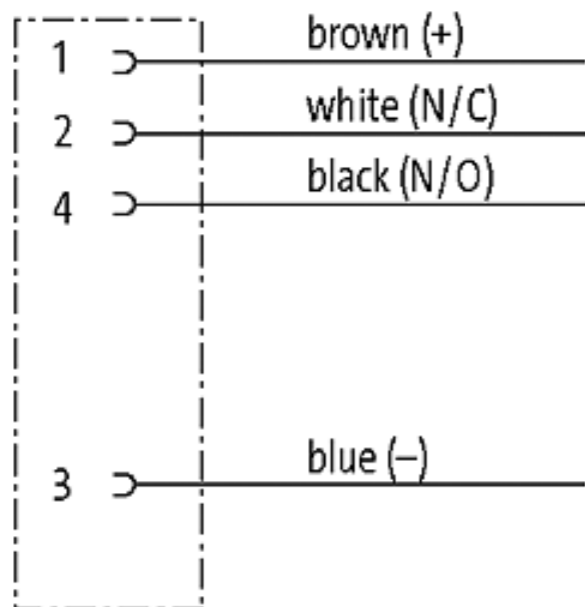 1 brown (+)
2 white (N/C)
4 black (N/O)
3 blue (–)